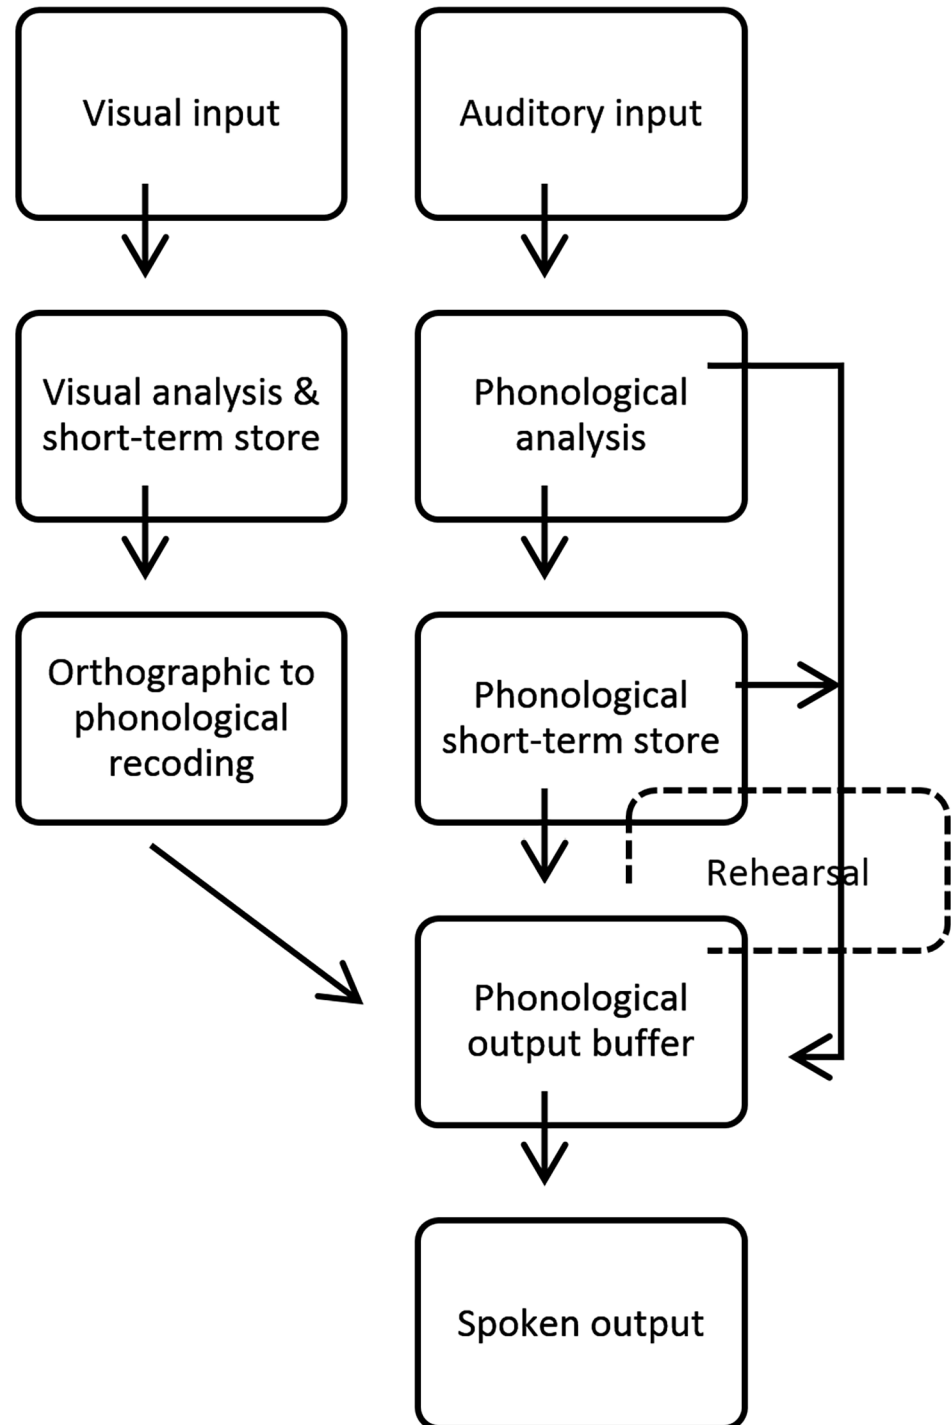 Visual input
Auditory input
Visual analysis &
short-term store
Phonological
analysis
Orthographic to
phonological
recoding
Phonological
short-term store
Rehearsal
Phonological
output buffer
Spoken output